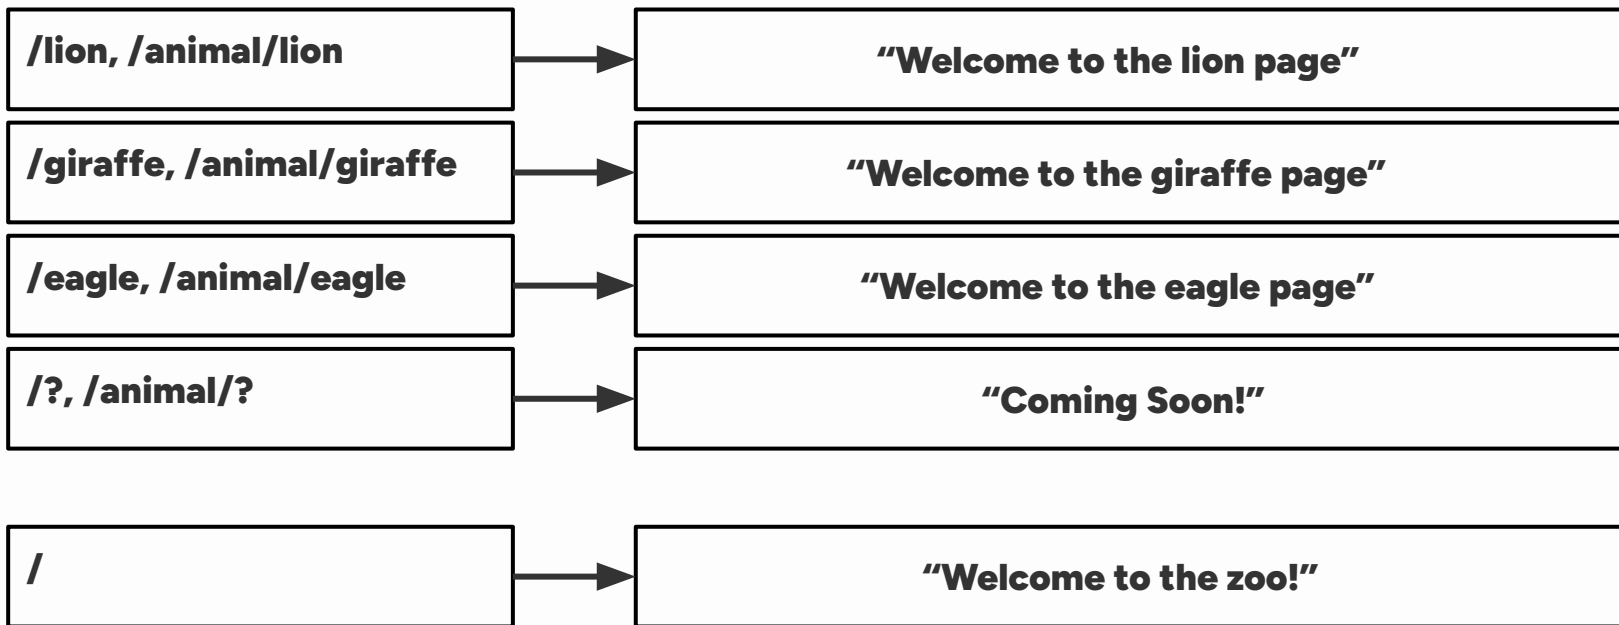 /lion, /animal/lion
“Welcome to the lion page”
/giraffe, /animal/giraffe
“Welcome to the giraffe page”
/eagle, /animal/eagle
“Welcome to the eagle page”
/?, /animal/?
“Coming Soon!”
/
“Welcome to the zoo!”